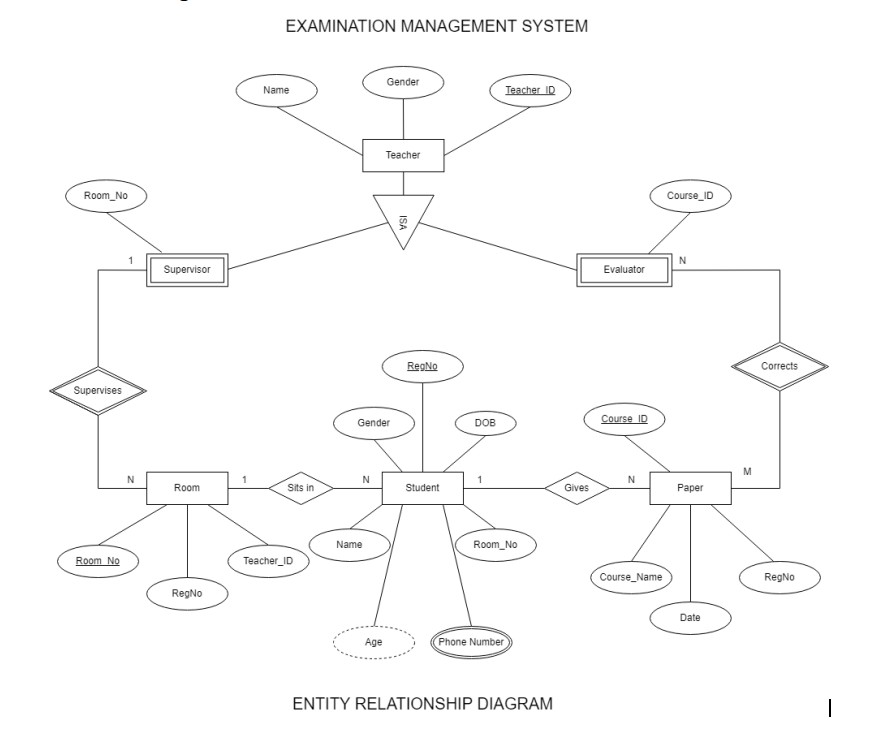 EXAMINATION MANAGEMENT SYSTEM
Name
Gender
Teacher_ID
Teacher
ISA
Room_No
Course_ID
1
Supervisor
Evaluator
N
Supervises
Corrects
RegNo
Gender
DOB
Course_ID
N
Room
1
Sits in
N
Student
1
Gives
N
Paper
M
Room_No
RegNo
Teacher_ID
Name
Room_No
Course_Name
Date
RegNo
Age
Phone Number
ENTITY RELATIONSHIP DIAGRAM